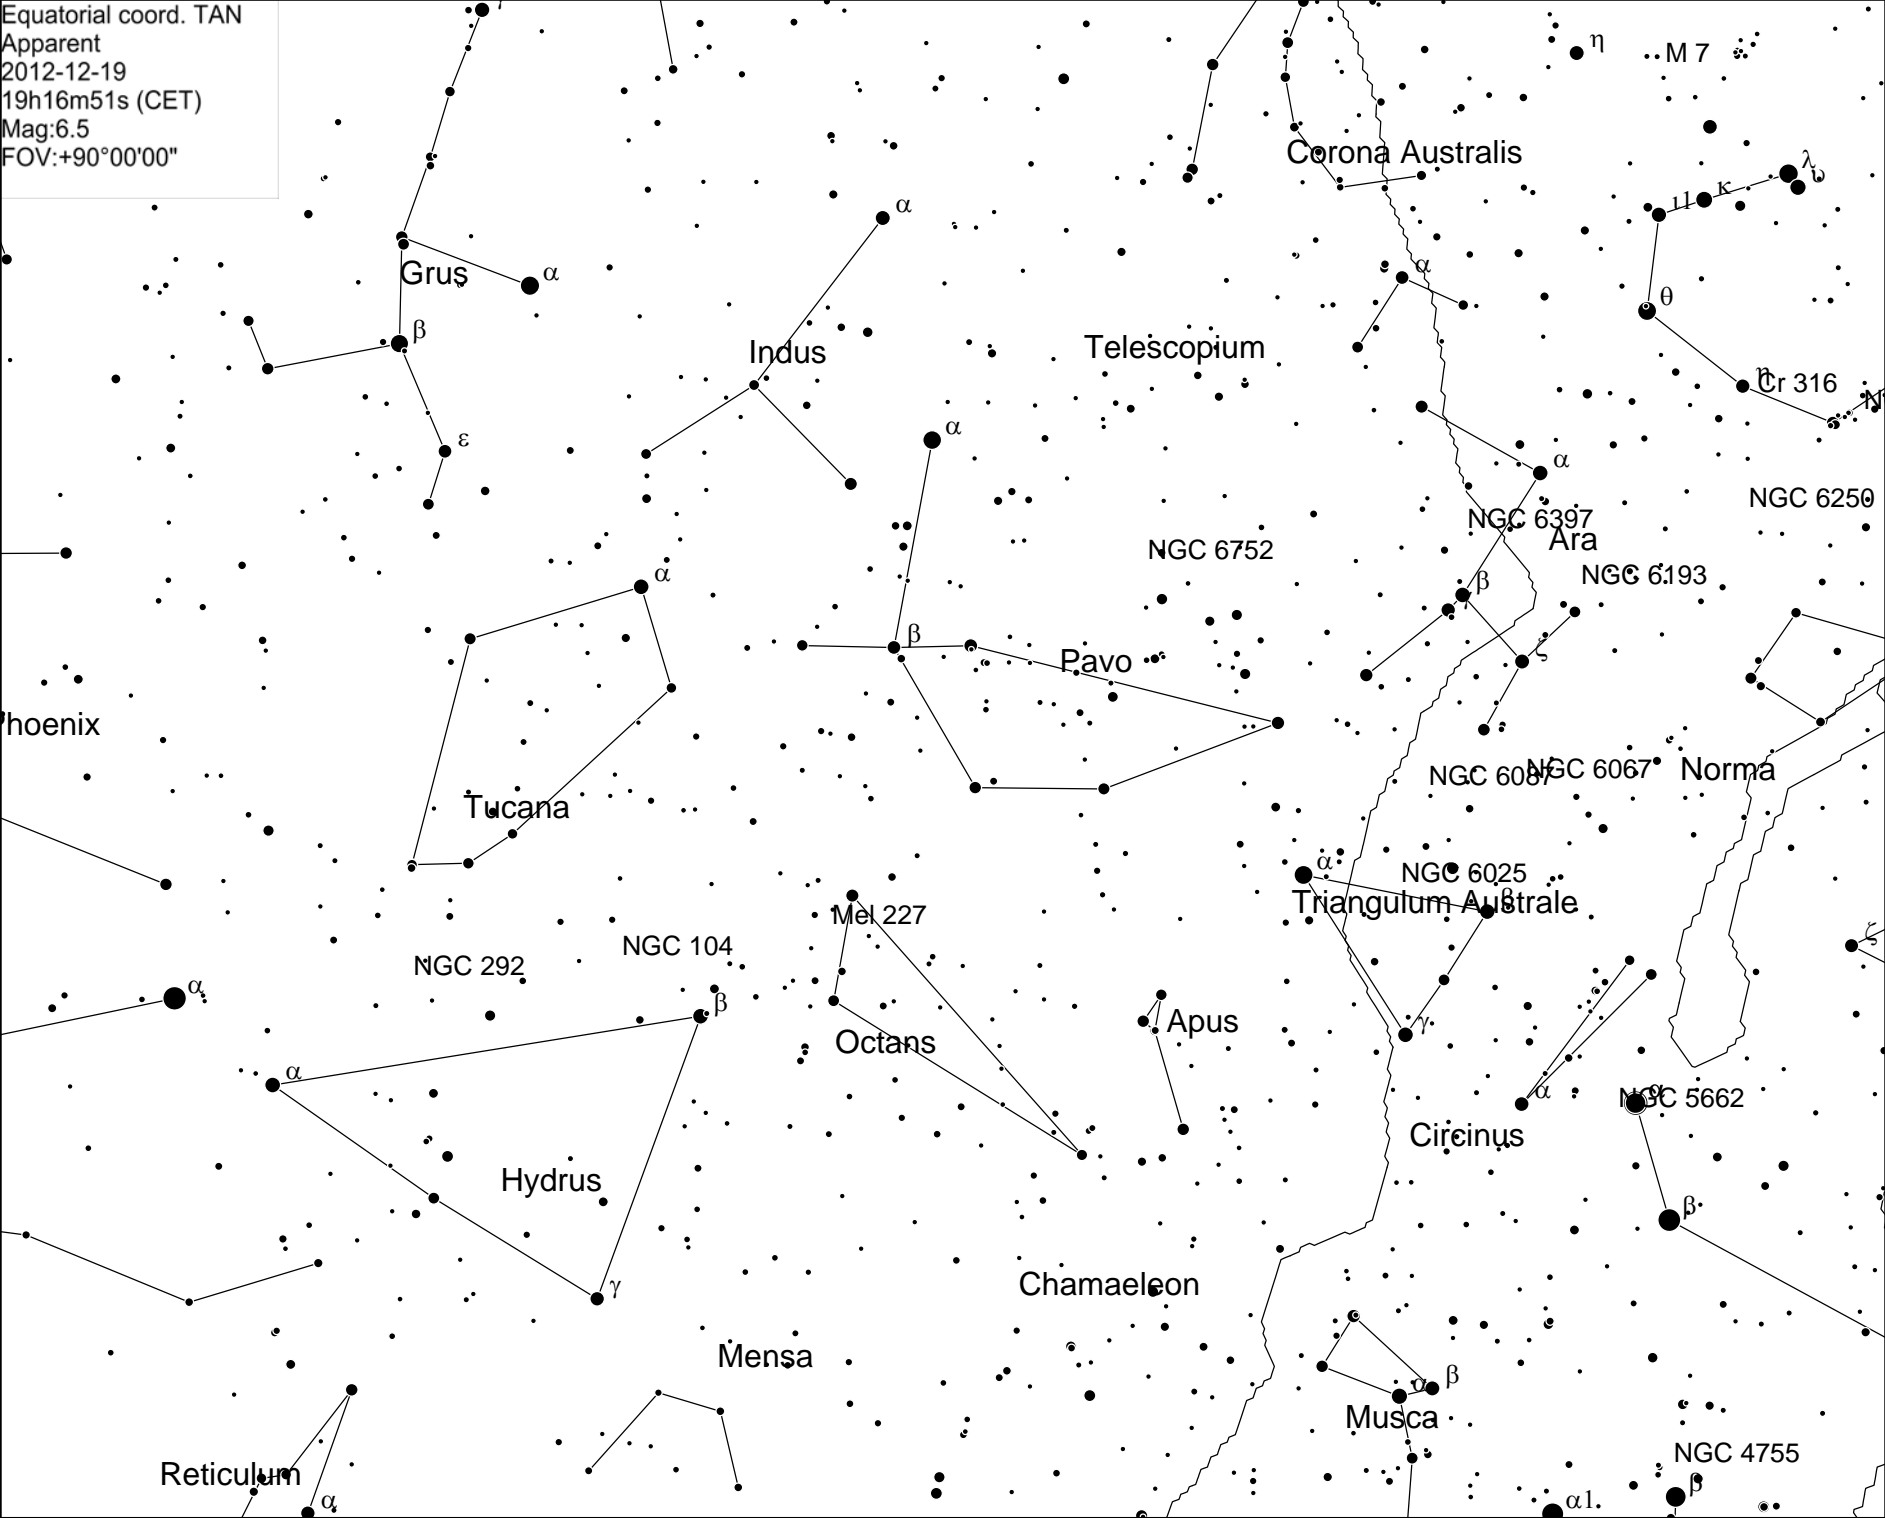 Equatorial coord. TAN
Apparent
2012-12-19
19h16m51s (CET)
Mag:6.5
FOV:+90°00'00"
η
M 7
Corona Australis
λ
υ
κ
ι1
α
α
Grus
α
θ
β
Indus
Telescopium
η
Cr 316
N
α
ε
α
NGC 6250
NGC 6397
Ara
NGC 6752
α
NGC 6193
β
γ
β
ζ
Pavo
hoenix
NGC 6087
NGC 6067
Norma
Tucana
α
NGC 6025
β
Triangulum Australe
Mel 227
ζ
NGC 104
NGC 292
α
β
Apus
γ
Octans
α
α
α
NGC 5662
Circinus
Hydrus
β
γ
Chamaeleon
Mensa
α
β
Musca
NGC 4755
Reticulum
β
α
α1